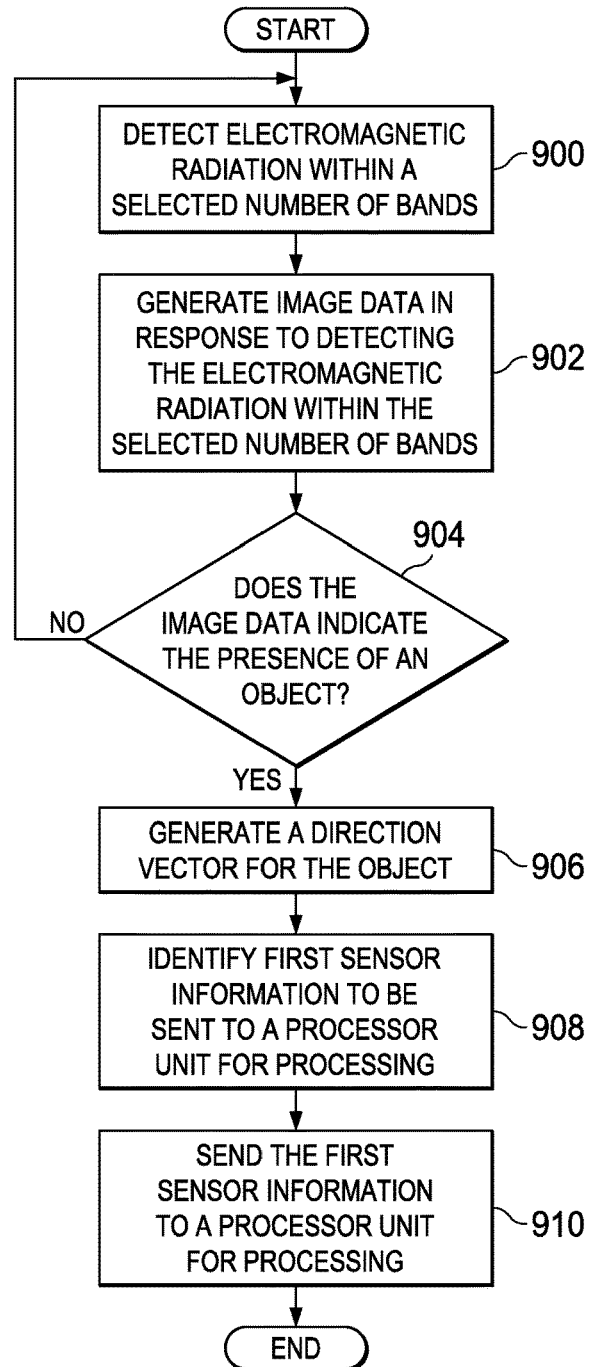 START
DETECT ELECTROMAGNETIC
RADIATION WITHIN A
SELECTED NUMBER OF BANDS
900
GENERATE IMAGE DATA IN
RESPONSE TO DETECTING
THE ELECTROMAGNETIC
RADIATION WITHIN THE
SELECTED NUMBER OF BANDS
902
904
DOES THE
IMAGE DATA INDICATE
THE PRESENCE OF AN
OBJECT?
NO
YES
GENERATE A DIRECTION
VECTOR FOR THE OBJECT
906
IDENTIFY FIRST SENSOR
INFORMATION TO BE
SENT TO A PROCESSOR
UNIT FOR PROCESSING
908
SEND THE FIRST
SENSOR INFORMATION
TO A PROCESSOR UNIT
FOR PROCESSING
910
END